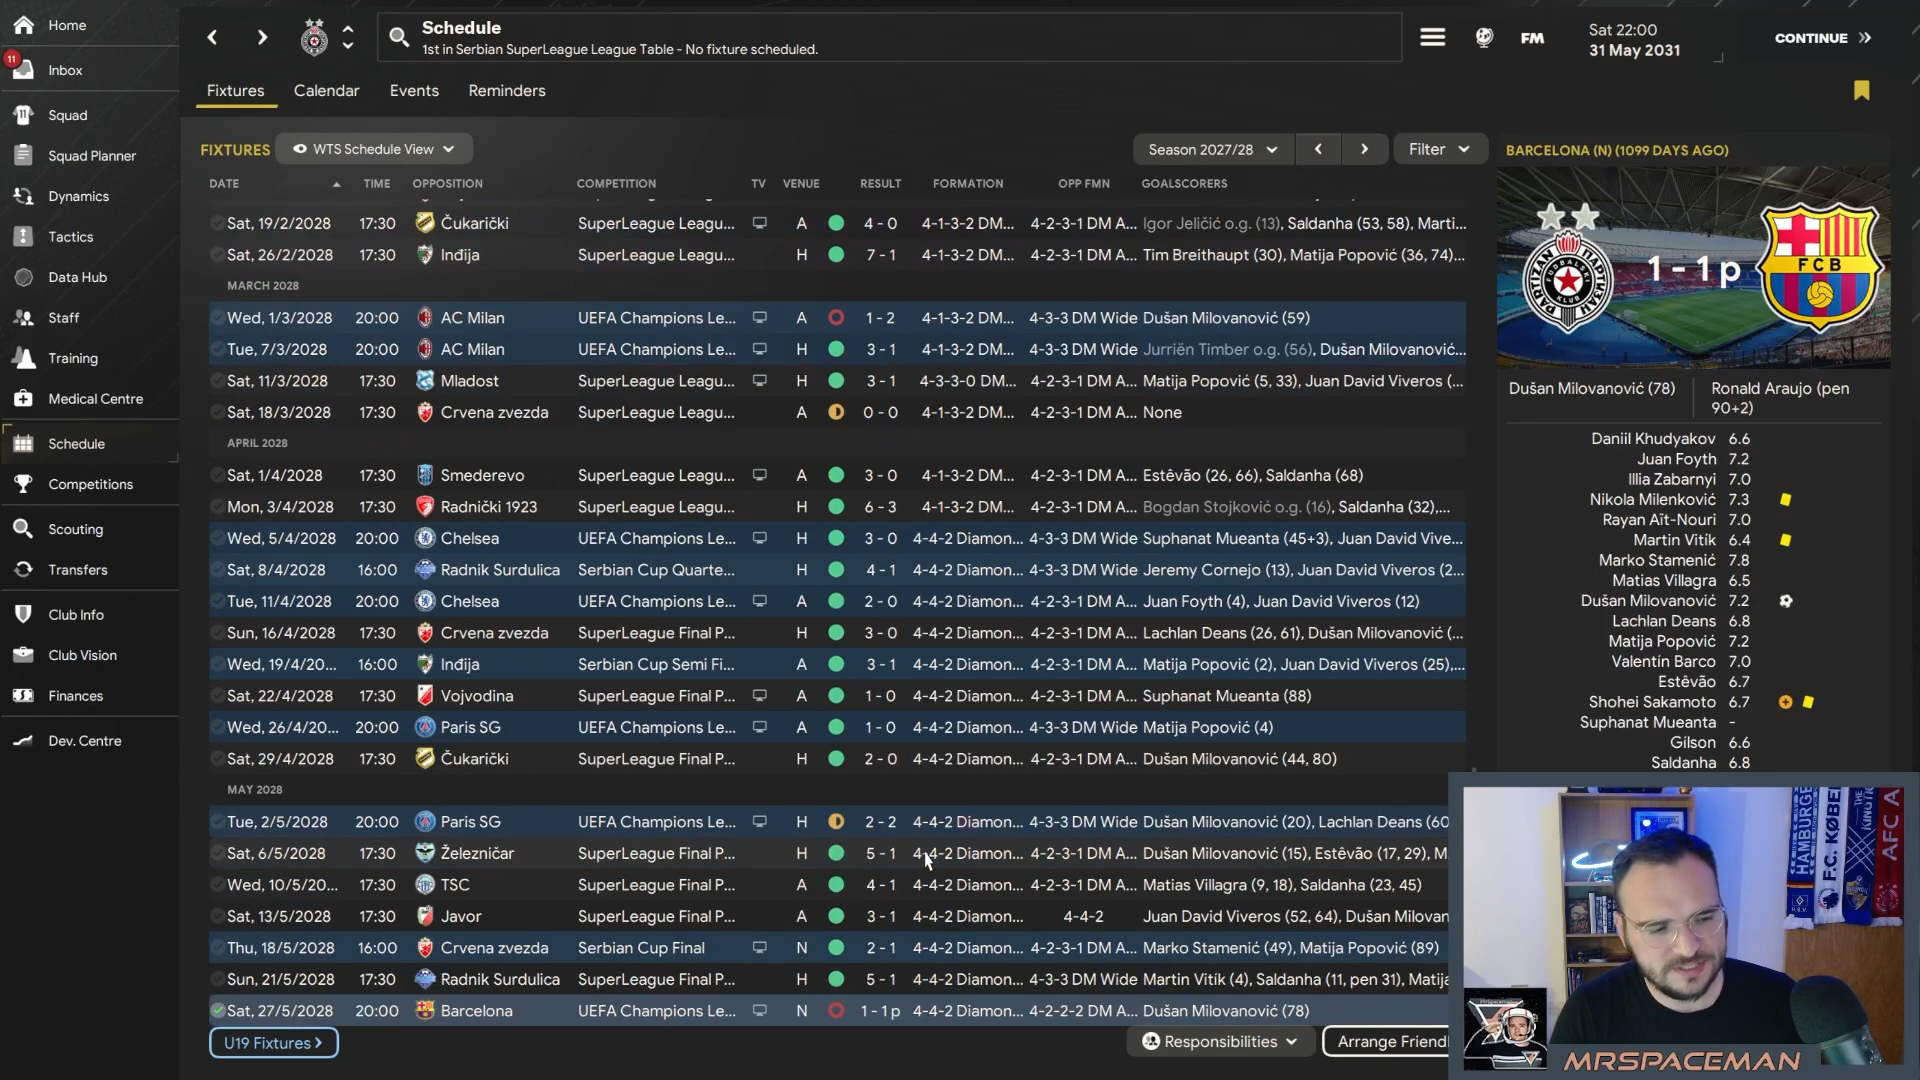 Home
11
Inbox
Squad
Squad Planner
Dynamics
Tactics
Data Hub
Staff
Training
Medical Centre
Schedule
Competitions
Scouting
Transfers
Club Info
Club Vision
Finances
Dev. Centre
Schedule
1st in Serbian SuperLeague League Table - No fixture scheduled.
FM
Sat 22:00
31 May 2031
CONTINUE
Fixtures Calendar Events Reminders
FIXTURES WTS Schedule View Season 2027/28 Filter
DATE TIME OPPOSITION COMPETITION TV VENUE RESULT FORMATION OPP FMN GOALSCORERS
Sat, 19/2/2028 17:30 Čukarički SuperLeague Leagu... A 4 - 0 4-1-3-2 DM... 4-2-3-1 DM A... Igor Jeličić o.g. (13), Saldanha (53, 58), Marti...
Sat, 26/2/2028 17:30 Inđija SuperLeague Leagu... H 7 - 1 4-1-3-2 DM... 4-2-3-1 DM A... Tim Breithaupt (30), Matija Popović (36, 74)...
MARCH 2028
Wed, 1/3/2028 20:00 AC Milan UEFA Champions Le... A 1 - 2 4-1-3-2 DM... 4-3-3 DM Wide Dušan Milovanović (59)
Tue, 7/3/2028 20:00 AC Milan UEFA Champions Le... H 3 - 1 4-1-3-2 DM... 4-3-3 DM Wide Jurriën Timber o.g. (56), Dušan Milovanović...
Sat, 11/3/2028 17:30 Mladost SuperLeague Leagu... H 3 - 1 4-3-3-0 DM... 4-2-3-1 DM A... Matija Popović (5, 33), Juan David Viveros (...
Sat, 18/3/2028 17:30 Crvena zvezda SuperLeague Leagu... A 0 - 0 4-1-3-2 DM... 4-2-3-1 DM A... None
APRIL 2028
Sat, 1/4/2028 17:30 Smederevo SuperLeague Leagu... A 3 - 0 4-1-3-2 DM... 4-2-3-1 DM A... Estêvão (26, 66), Saldanha (68)
Mon, 3/4/2028 17:30 Radnički 1923 SuperLeague Leagu... H 6 - 3 4-1-3-2 DM... 4-2-3-1 DM A... Bogdan Stojković o.g. (16), Saldanha (32),...
Wed, 5/4/2028 20:00 Chelsea UEFA Champions Le... H 3 - 0 4-4-2 Diamon... 4-3-3 DM Wide Suphanat Mueanta (45+3), Juan David Vive...
Sat, 8/4/2028 16:00 Radnik Surdulica Serbian Cup Quarte... H 4 - 1 4-4-2 Diamon... 4-3-3 DM Wide Jeremy Cornejo (13), Juan David Viveros (2...
Tue, 11/4/2028 20:00 Chelsea UEFA Champions Le... A 2 - 0 4-4-2 Diamon... 4-2-3-1 DM A... Juan Foyth (4), Juan David Viveros (12)
Sun, 16/4/2028 17:30 Crvena zvezda SuperLeague Final P... H 3 - 0 4-4-2 Diamon... 4-2-3-1 DM A... Lachlan Deans (26, 61), Dušan Milovanović (...
Wed, 19/4/20... 16:00 Inđija Serbian Cup Semi Fi... A 3 - 1 4-4-2 Diamon... 4-2-3-1 DM A... Matija Popović (2), Juan David Viveros (25),...
Sat, 22/4/2028 17:30 Vojvodina SuperLeague Final P... A 1 - 0 4-4-2 Diamon... 4-2-3-1 DM A... Suphanat Mueanta (88)
Wed, 26/4/20... 20:00 Paris SG UEFA Champions Le... A 1 - 0 4-4-2 Diamon... 4-3-3 DM Wide Matija Popović (4)
Sat, 29/4/2028 17:30 Čukarički SuperLeague Final P... H 2 - 0 4-4-2 Diamon... 4-2-3-1 DM A... Dušan Milovanović (44, 80)
MAY 2028
Tue, 2/5/2028 20:00 Paris SG UEFA Champions Le... H 2 - 2 4-4-2 Diamon... 4-3-3 DM Wide Dušan Milovanović (20), Lachlan Deans (60
Sat, 6/5/2028 17:30 Železničar SuperLeague Final P... H 5 - 1 4-4-2 Diamon... 4-2-3-1 DM A... Dušan Milovanović (15), Estêvão (17, 29), M
Wed, 10/5/20... 17:30 TSC SuperLeague Final P... A 4 - 1 4-4-2 Diamon... 4-2-3-1 DM A... Matias Villagra (9, 18), Saldanha (23, 45)
Sat, 13/5/2028 17:30 Javor SuperLeague Final P... A 3 - 1 4-4-2 Diamon... 4-4-2 Juan David Viveros (52, 64), Dušan Milovan
Thu, 18/5/2028 16:00 Crvena zvezda Serbian Cup Final N 2 - 1 4-4-2 Diamon... 4-2-3-1 DM A... Marko Stamenić (49), Matija Popović (89)
Sun, 21/5/2028 17:30 Radnik Surdulica SuperLeague Final P... H 5 - 1 4-4-2 Diamon... 4-3-3 DM Wide Martin Vitík (4), Saldanha (11, pen 31), Matija
Sat, 27/5/2028 20:00 Barcelona UEFA Champions Le... N 1 - 1 p 4-4-2 Diamon... 4-2-2-2 DM A... Dušan Milovanović (78)
U19 Fixtures
Responsibilities
Arrange Friendl
BARCELONA (N) (1099 DAYS AGO)
ПАРТИЗАН
FCB
1 - 1 p
Dušan Milovanović (78)
Ronald Araujo (pen
90+2)
Daniil Khudyakov 6.6
Juan Foyth 7.2
Illia Zabarnyi 7.0
Nikola Milenković 7.3
Rayan Aït-Nouri 7.0
Martin Vitík 6.4
Marko Stamenić 7.8
Matias Villagra 6.5
Dušan Milovanović 7.2
Lachlan Deans 6.8
Matija Popović 7.2
Valentín Barco 7.0
Estêvão 6.7
Shohei Sakamoto 6.7
Suphanat Mueanta -
Gilson 6.6
Saldanha 6.8
HAMBURGE
F.C. KØBE
AFC A
MRSPACEMAN